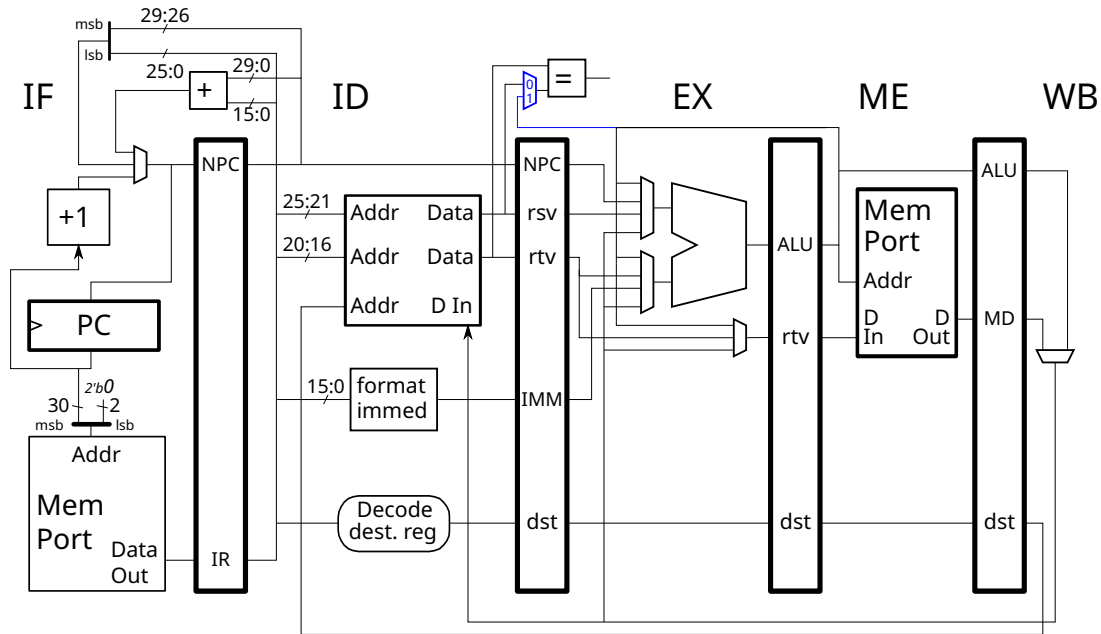 29:26
msb
lsb
25:0
29:0
+
15:0
=
0
1
IF
ID
EX
ME
WB
NPC
NPC
ALU
+1
25:21
Addr
Data
rsv
Mem
Port
20:16
Addr
Data
rtv
ALU
Addr
Addr
D In
PC
D
In
D
Out
MD
rtv
2'b0
30
2
msb
lsb
15:0
format
immed
IMM
Addr
Mem
Port
Data
Out
Decode
dest. reg
dst
dst
dst
IR